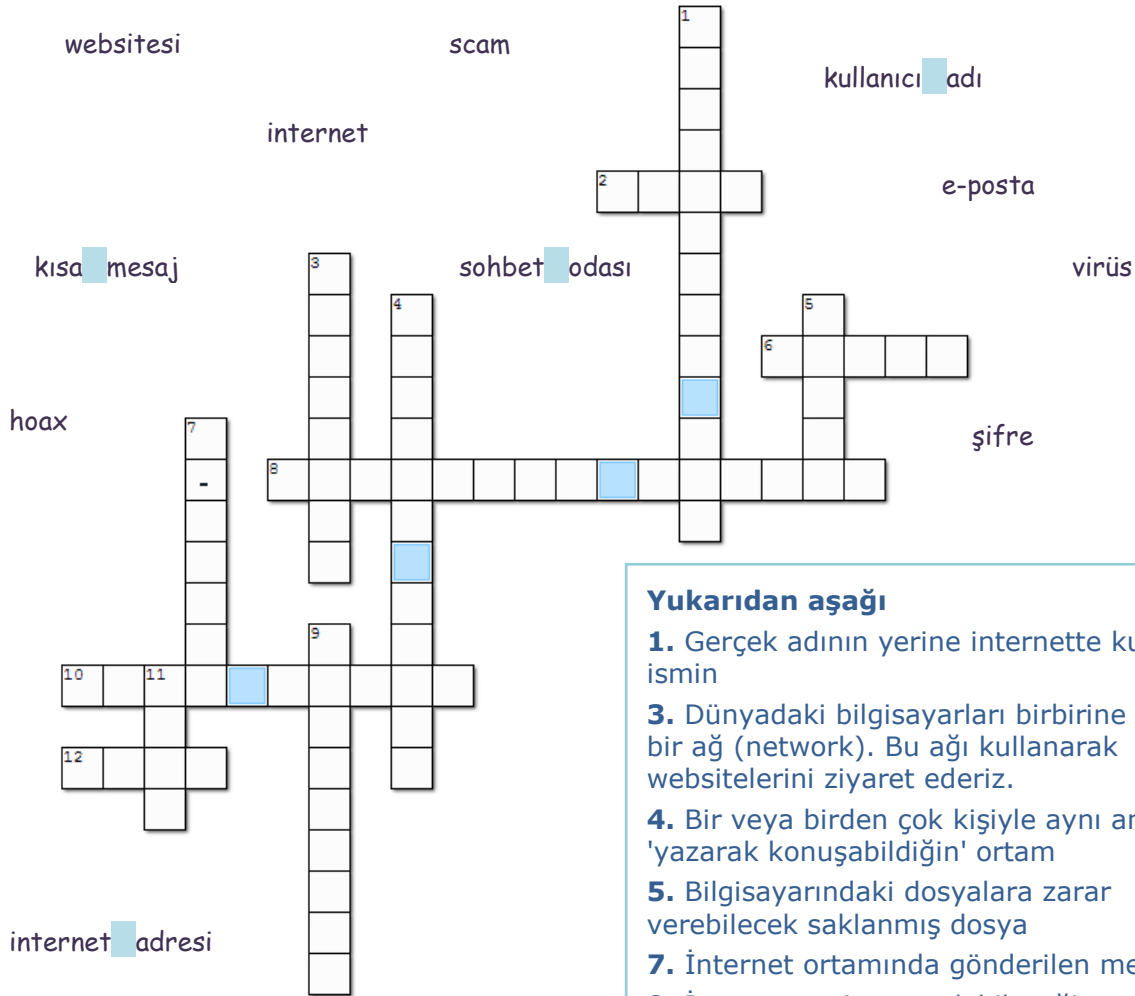 1
websitesi
scam
kullanıcı adı
internet
2
e-posta
kısa mesaj
3
sohbet odası
virüs
4
5
6
hoax
7
şifre
8
-
Yukarıdan aşağı
1. Gerçek adının yerine internette ku
ismin
9
10 11
3. Dünyadaki bilgisayarları birbirine
bir ağ (network). Bu ağı kullanarak
websitelerini ziyaret ederiz.
12
4. Bir veya birden çok kişiyle aynı an
'yazarak konuşabildiğin' ortam
5. Bilgisayarındaki dosyalara zarar
verebilecek saklanmış dosya
internet adresi
7. İnternet ortamında gönderilen me